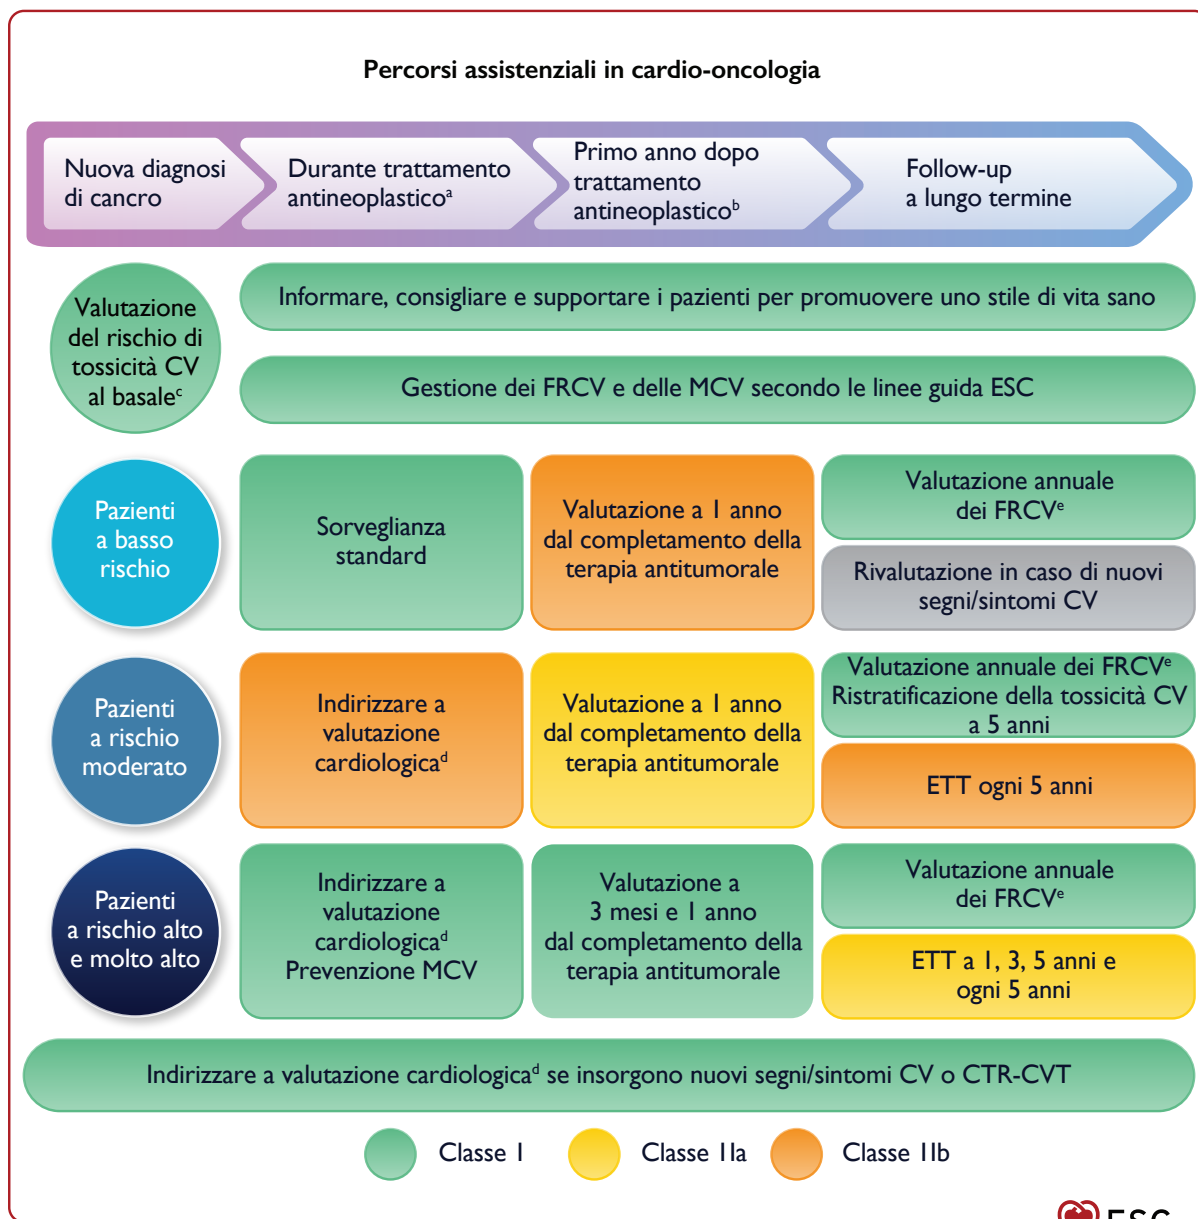 Percorsi assistenziali in cardio-oncologia
Nuova diagnosi
di cancro
Durante trattamento
antineoplasticoᵃ
Primo anno dopo
trattamento
antineoplasticoᵇ
Follow-up
a lungo termine
Valutazione
del rischio di
tossicità CV
al basaleᶜ
Informare, consigliare e supportare i pazienti per promuovere uno stile di vita sano
Gestione dei FRCV e delle MCV secondo le linee guida ESC
Pazienti
a basso
rischio
Sorveglianza
standard
Valutazione a 1 anno
dal completamento della
terapia antitumorale
Valutazione annuale
dei FRCVᵉ
Rivalutazione in caso di nuovi
segni/sintomi CV
Pazienti
a rischio
moderato
Indirizzare a
valutazione
cardiologicaᵈ
Valutazione a 1 anno
dal completamento della
terapia antitumorale
Valutazione annuale dei FRCVᵉ
Ristratificazione della tossicità CV
a 5 anni
ETT ogni 5 anni
Pazienti
a rischio alto
e molto alto
Indirizzare a
valutazione
cardiologicaᵈ
Prevenzione MCV
Valutazione a
3 mesi e 1 anno
dal completamento della
terapia antitumorale
Valutazione annuale
dei FRCVᵉ
ETT a 1, 3, 5 anni e
ogni 5 anni
Indirizzare a valutazione cardiologicaᵈ se insorgono nuovi segni/sintomi CV o CTR-CVT
Classe I
Classe IIa
Classe IIb
ESC